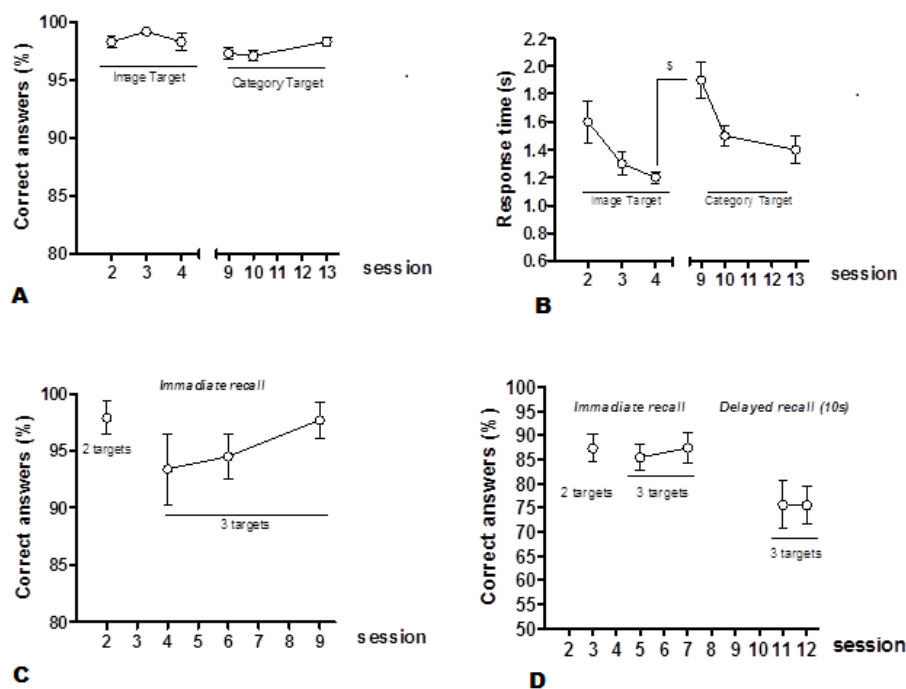 Correct answers (%)
100
95
90
85
80
Image Target
Category Target
2 3 4 9 10 11 12 13
session
A
Response time (s)
2.2
2.0
1.8
1.6
1.4
1.2
1.0
0.8
0.6
$
Image Target
Category Target
2 3 4 9 10 11 12 13
session
B
Correct answers (%)
Immadiate recall
100
95
90
85
80
2 targets
3 targets
2 3 4 5 6 7 8 9
session
C
Correct answers (%)
100
95
90
85
80
75
70
65
60
55
50
Immadiate recall
Delayed recall (10s)
2 targets
3 targets
3 targets
2 3 4 5 6 7 8 9 10 11 12
session
D